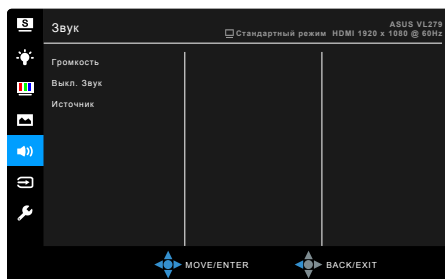 S
Звук
ASUS VL279
Стандартный режим HDMI 1920 x 1080 @ 60Hz
Громкость
Выкл. Звук
Источник
MOVE/ENTER
BACK/EXIT